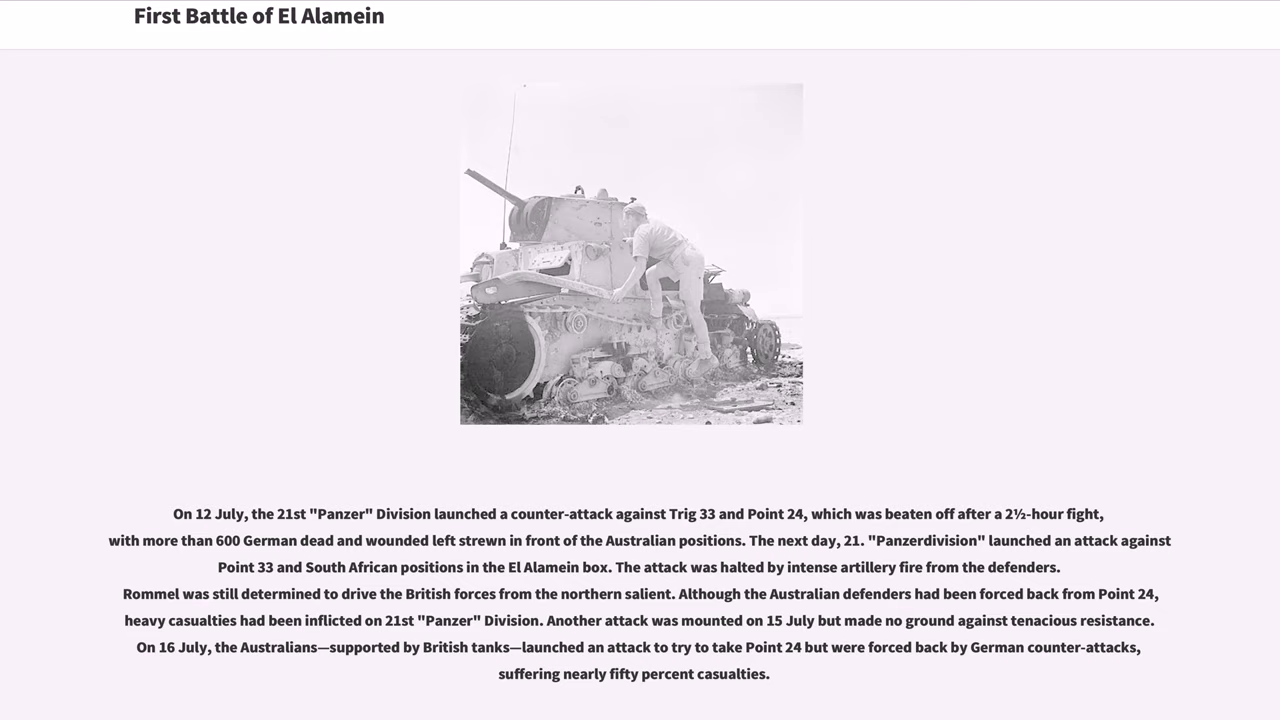 First Battle of El Alamein
On 12 July, the 21st "Panzer" Division launched a counter-attack against Trig 33 and Point 24, which was beaten off after a 2½-hour fight,
with more than 600 German dead and wounded left strewn in front of the Australian positions. The next day, 21. "Panzerdivision" launched an attack against
Point 33 and South African positions in the El Alamein box. The attack was halted by intense artillery fire from the defenders.
Rommel was still determined to drive the British forces from the northern salient. Although the Australian defenders had been forced back from Point 24,
heavy casualties had been inflicted on 21st "Panzer" Division. Another attack was mounted on 15 July but made no ground against tenacious resistance.
On 16 July, the Australians—supported by British tanks—launched an attack to try to take Point 24 but were forced back by German counter-attacks,
suffering nearly fifty percent casualties.